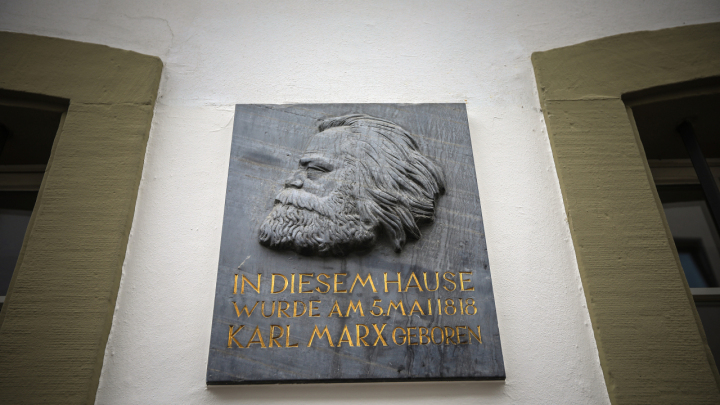 IN DIESEM HAUSE
WURDE AM 5.MAI 1818
KARL MARX GEBOREN